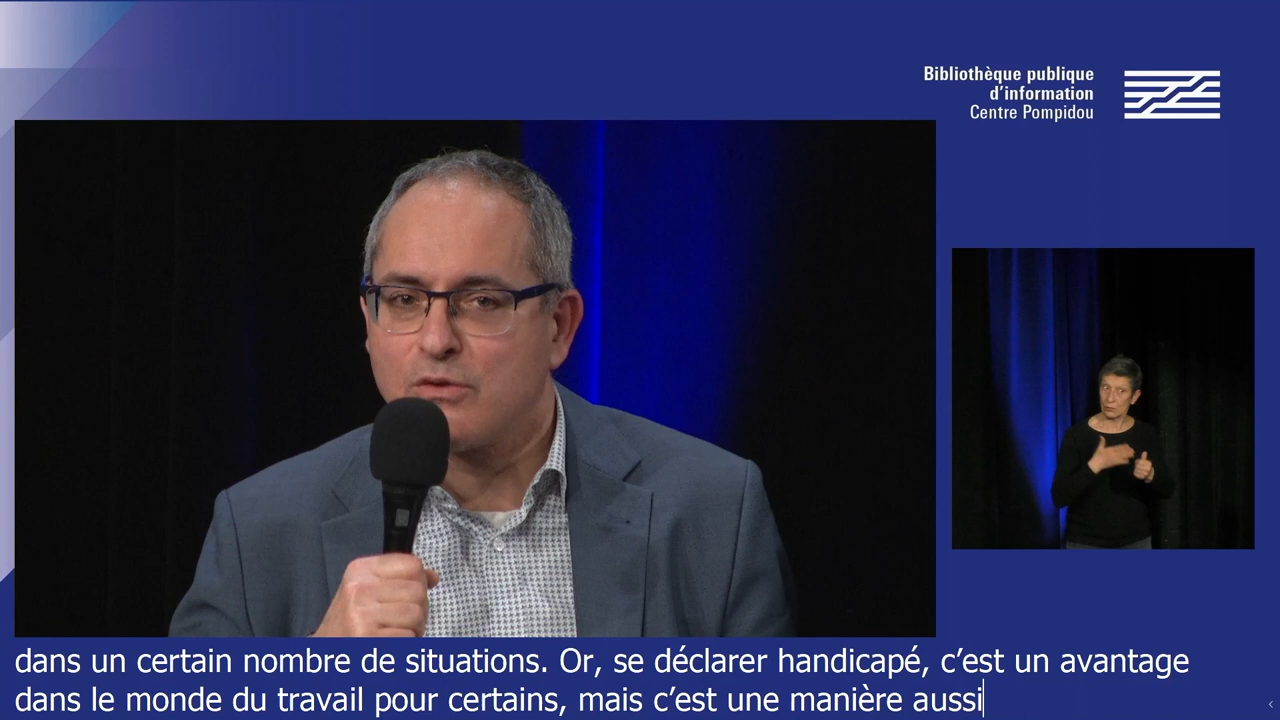 Bibliothèque publique
d’information
Centre Pompidou
dans un certain nombre de situations. Or, se déclarer handicapé, c’est un avantage
dans le monde du travail pour certains, mais c’est une manière aussi